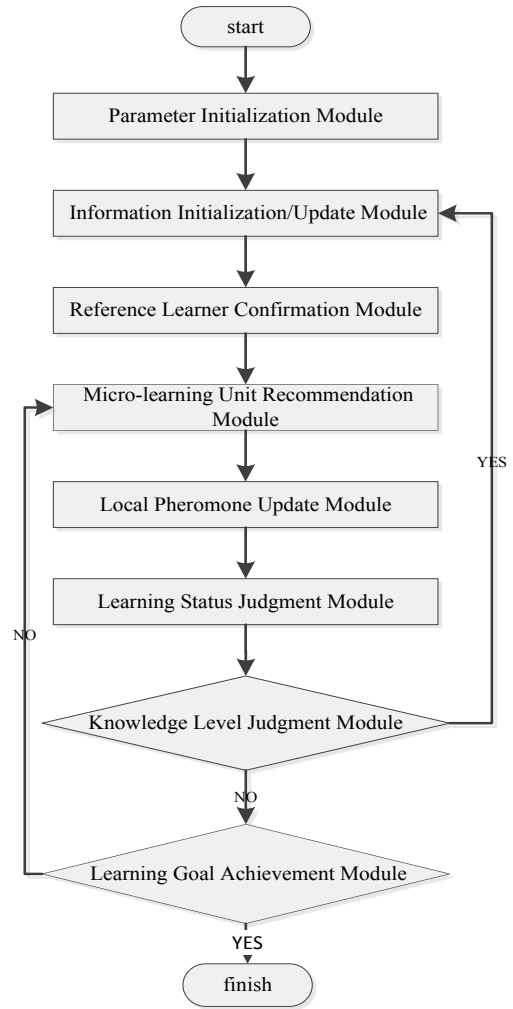 start
Parameter Initialization Module
Information Initialization/Update Module
Reference Learner Confirmation Module
Micro-learning Unit Recommendation
Module
Local Pheromone Update Module
YES
Learning Status Judgment Module
NO
Knowledge Level Judgment Module
NO
Learning Goal Achievement Module
YES
finish